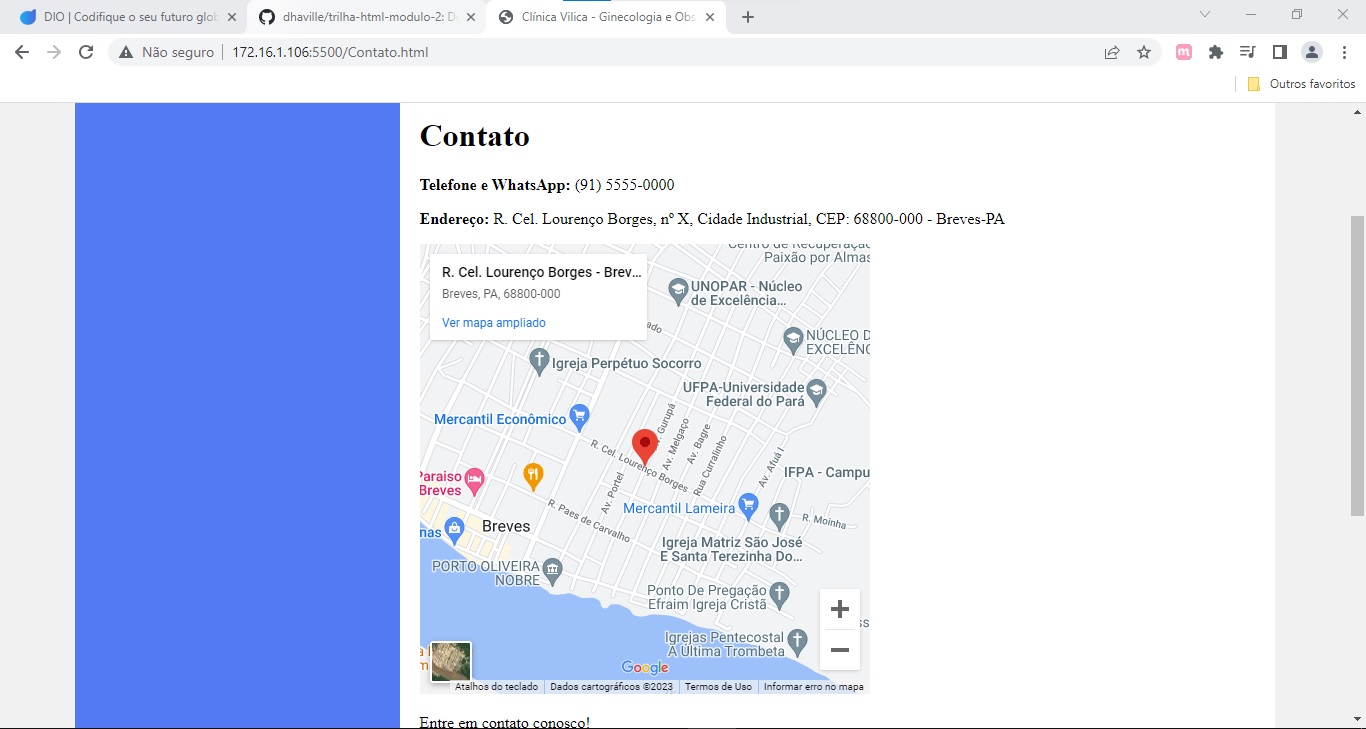 DIO | Codifique o seu futuro glob
dhaville/trilha-html-modulo-2: D
Clínica Vilica - Ginecologia e Obs
Não seguro
172.16.1.106:5500/Contato.html
Outros favoritos
Contato
Telefone e WhatsApp: (91) 5555-0000
Endereço: R. Cel. Lourenço Borges, nº X, Cidade Industrial, CEP: 68800-000 - Breves-PA
Centro de Recuperação
Paixão por Almas
R. Cel. Lourenço Borges - Brev...
Breves, PA, 68800-000
Ver mapa ampliado
UNOPAR - Núcleo
de Excelência...
NÚCLEO D
EXCELÊNC
Igreja Perpétuo Socorro
UFPA-Universidade
Federal do Pará
Mercantil Econômico
Av. Gurupá
Av. Melgaço
Av. Bagre
Rua Curralinho
Av. Afuá I
R. Cel. Lourenço Borges
IFPA - Campu
Paraiso
Breves
Av. Portel
Mercantil Lameira
R. Paes de Carvalho
R. Moinha
Breves
nas
Igreja Matriz São José
E Santa Terezinha Do...
PORTO OLIVEIRA
NOBRE
Ponto De Pregação
Efraim Igreja Cristã
Igrejas Pentecostal
A Última Trombeta
Google
Atalhos do teclado
Dados cartográficos ©2023
Termos de Uso
Informar erro no mapa
Entre em contato conosco!